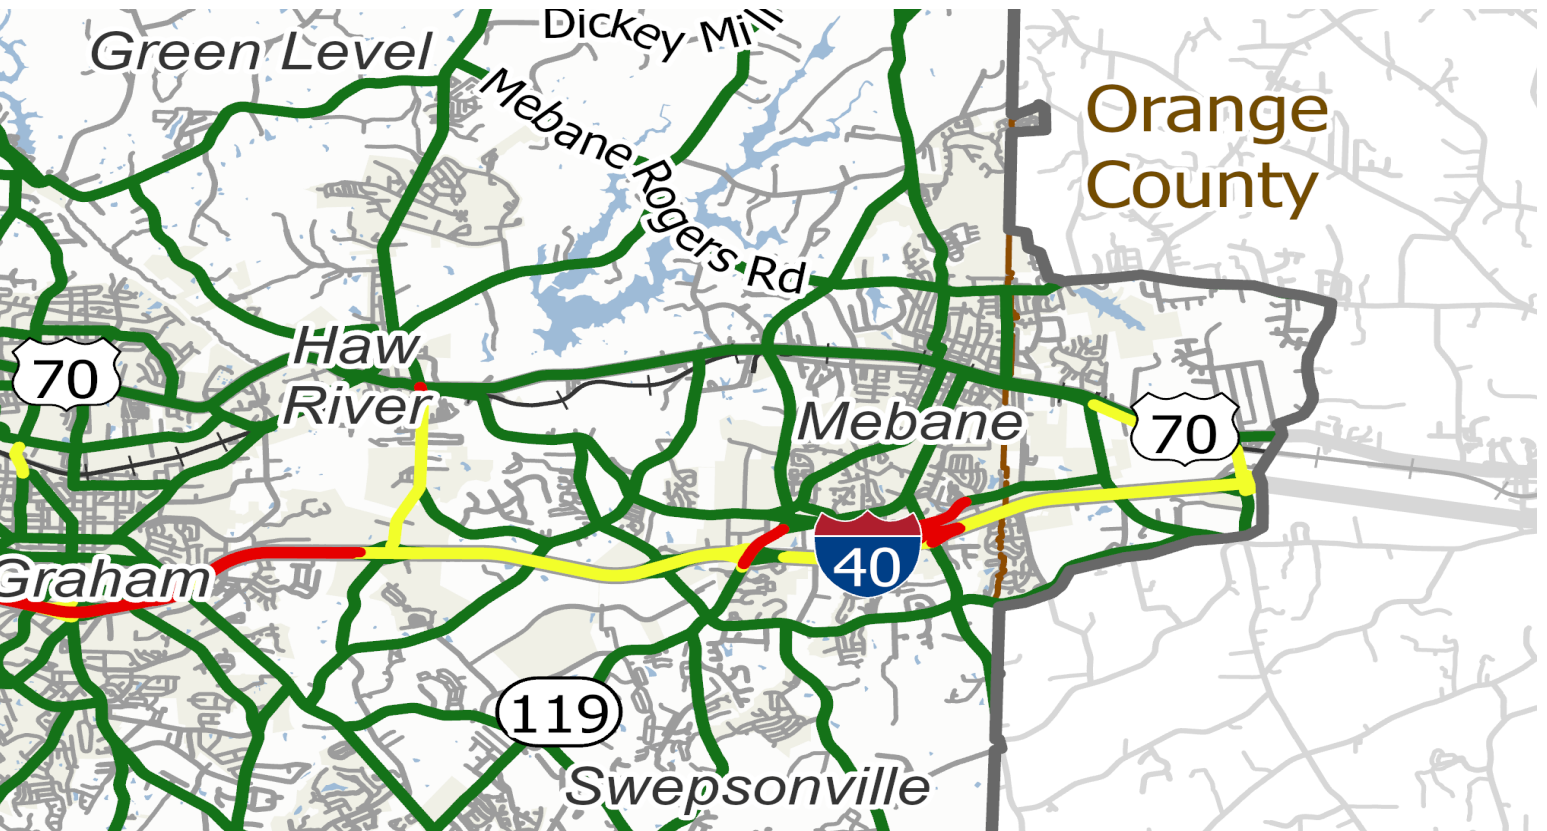 Dickey Mill
Green Level
Mebane Rogers Rd
Orange
County
Haw
River
70
Mebane
70
40
Graham
119
Swepsonville